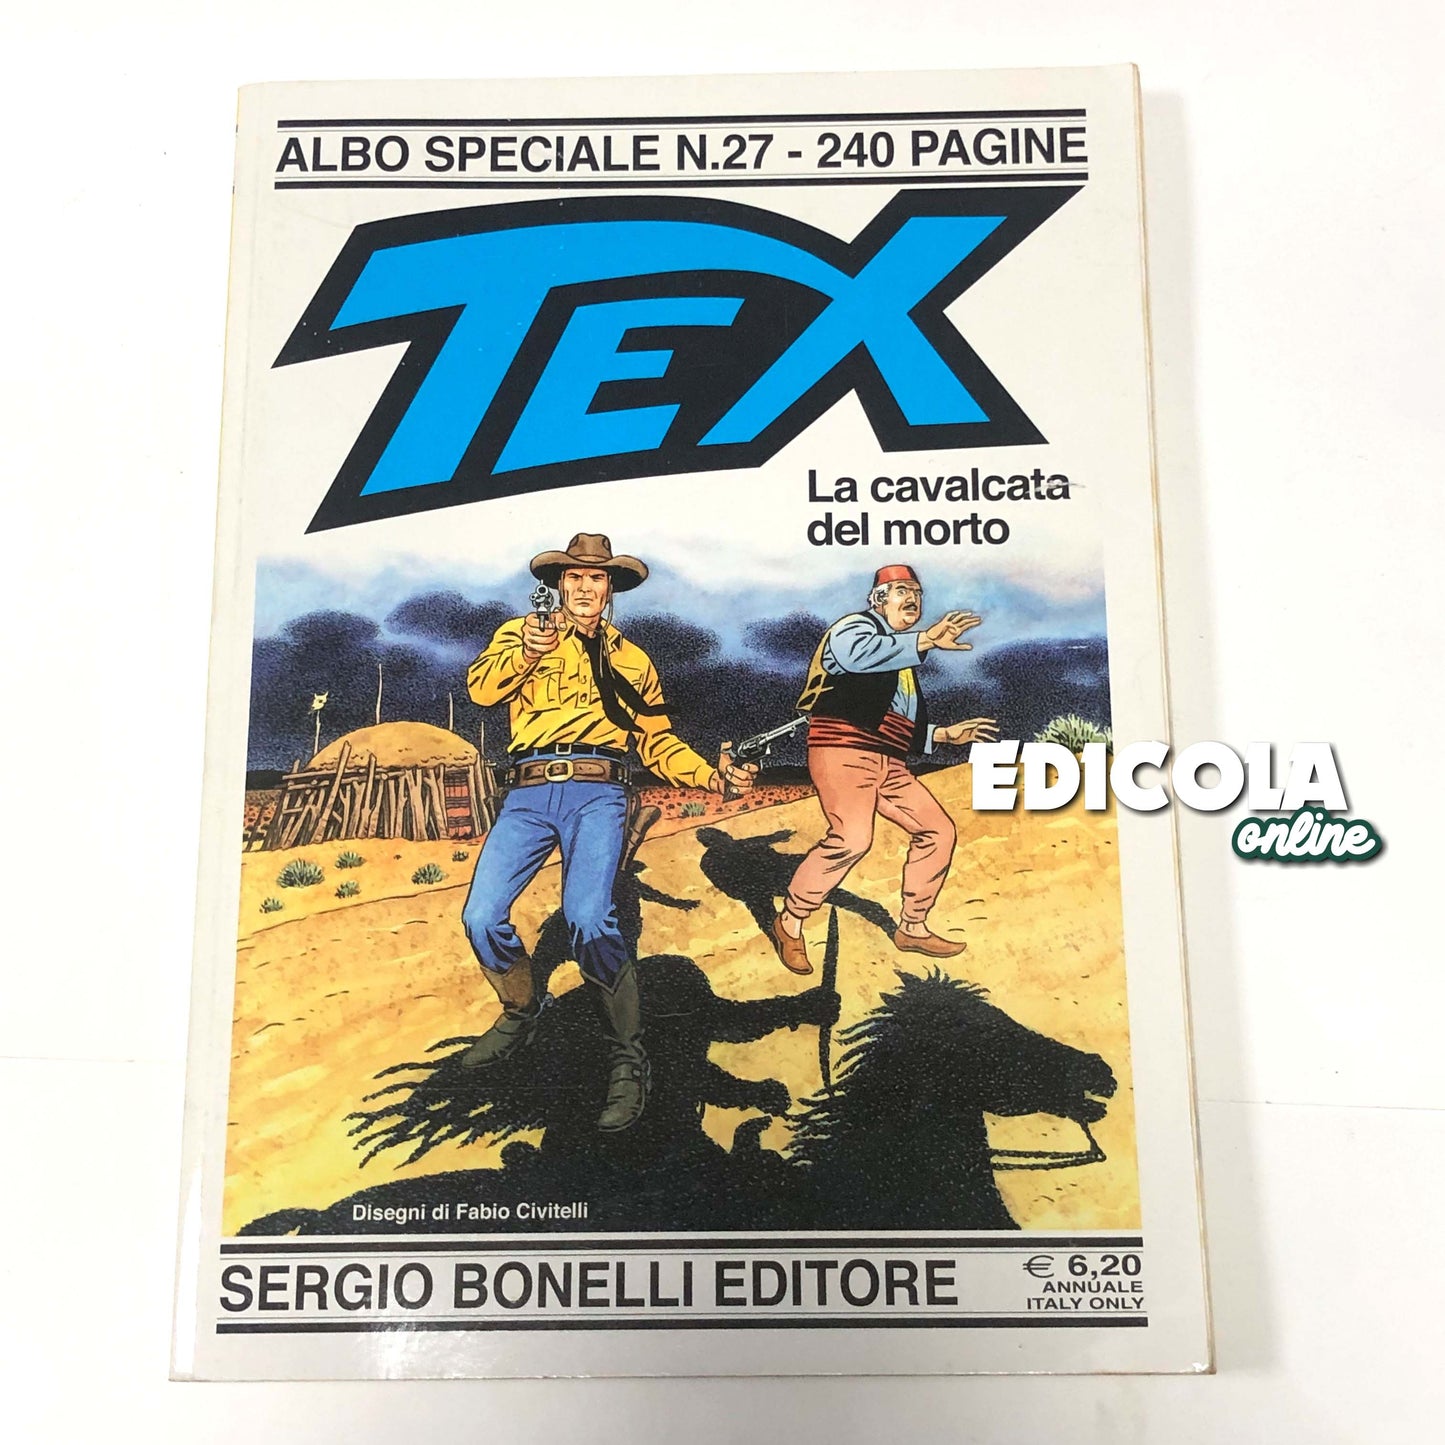 ALBO SPECIALE N.27 - 240 PAGINE
TEX
La cavalcata
del morto
EDICOLA
online
Disegni di Fabio Civitelli
SERGIO BONELLI EDITORE
€ 6,20
ANNUALE
ITALY ONLY